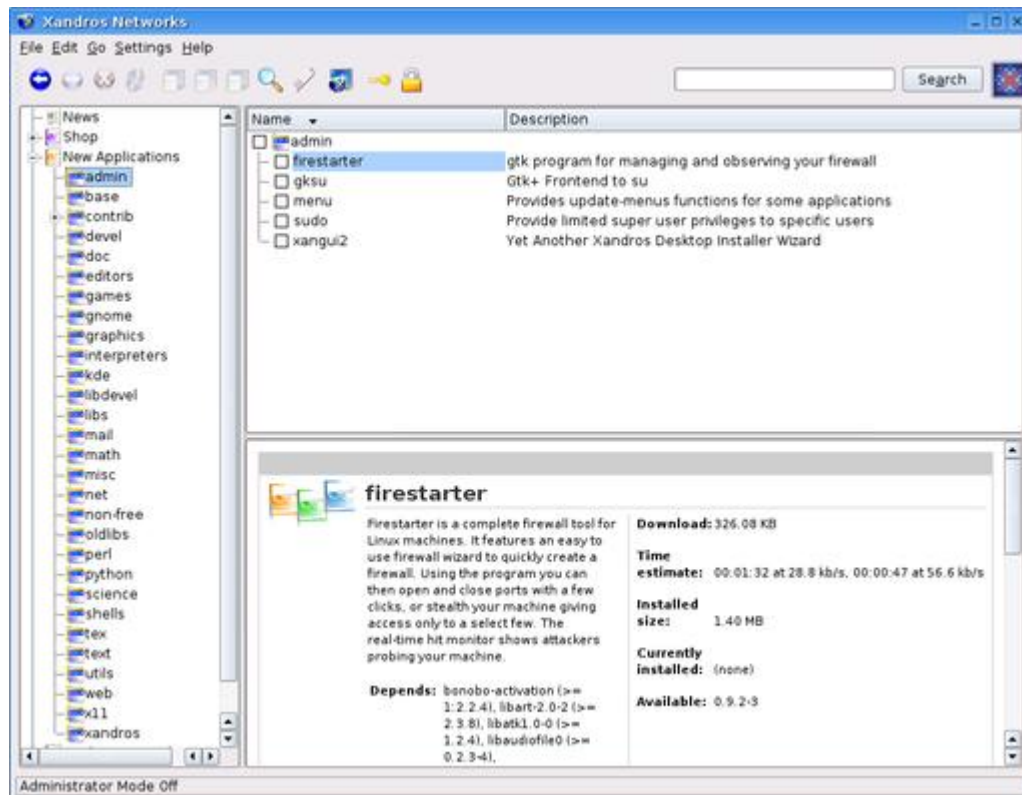 Xandros Networks
File Edit Go Settings Help
Search
News
Shop
New Applications
admin
base
contrib
devel
doc
editors
games
gnome
graphics
interpreters
kde
libdevel
libs
mail
math
misc
net
non-free
oldlibs
perl
python
science
shells
tex
text
utils
web
x11
xandros
Name Description
admin
firestarter gtk program for managing and observing your firewall
gksu Gtk+ Frontend to su
menu Provides update-menus functions for some applications
sudo Provide limited super user privileges to specific users
xangui2 Yet Another Xandros Desktop Installer Wizard
firestarter
Firestarter is a complete firewall tool for
Linux machines. It features an easy to
use firewall wizard to quickly create a
firewall. Using the program you can
then open and close ports with a few
clicks, or stealth your machine giving
access only to a select few. The
real-time hit monitor shows attackers
probing your machine.
Depends: bonobo-activation (>=
1:2.2.4), libart-2.0-2 (>=
2.3.8), libatk1.0-0 (>=
1.2.4), libaudiofile0 (>=
0.2.3-4),
Download: 326.08 KB
Time
estimate: 00:01:32 at 28.8 kb/s, 00:00:47 at 56.6 kb/s
Installed
size: 1.40 MB
Currently
installed: (none)
Available: 0.9.2-3
Administrator Mode Off